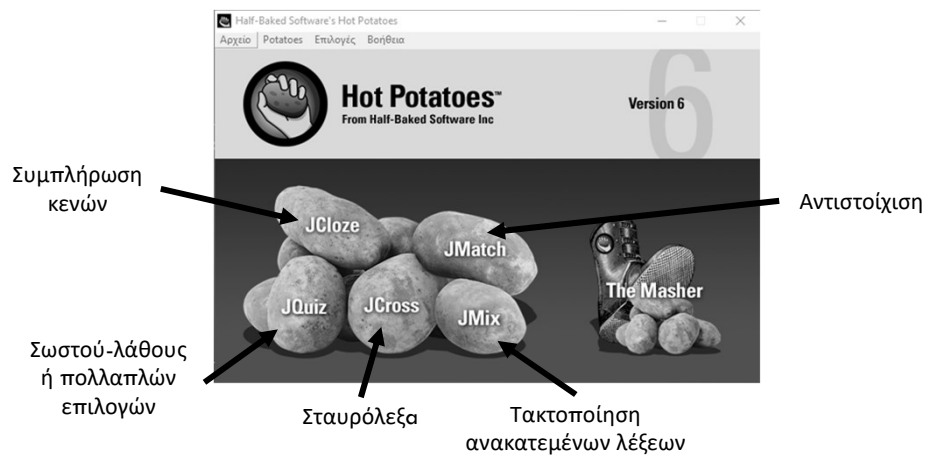 Half-Baked Software's Hot Potatoes
Αρχείο Potatoes Επιλογές Βοήθεια
Hot Potatoes™
From Half-Baked Software Inc
Version 6
6
Συμπλήρωση
κενών
Αντιστοίχιση
JCloze
JMatch
JQuiz
JCross
JMix
The Masher
Σωστού-λάθους
ή πολλαπλών
επιλογών
Σταυρόλεξα
Τακτοποίηση
ανακατεμένων λέξεων